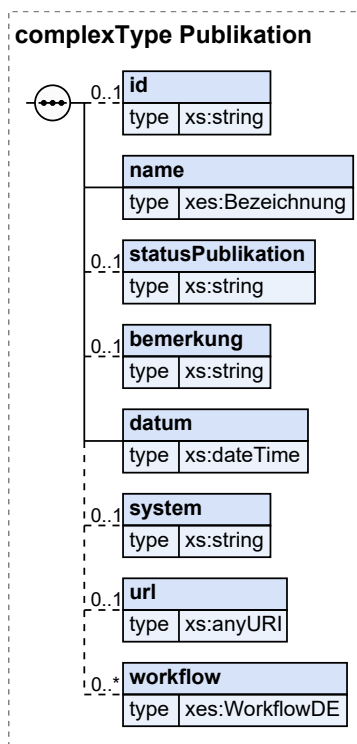 complexType Publikation
0..1 id
type xs:string
name
type xes:Bezeichnung
0..1 statusPublikation
type xs:string
0..1 bemerkung
type xs:string
datum
type xs:dateTime
0..1 system
type xs:string
0..1 url
type xs:anyURI
0..* workflow
type xes:WorkflowDE